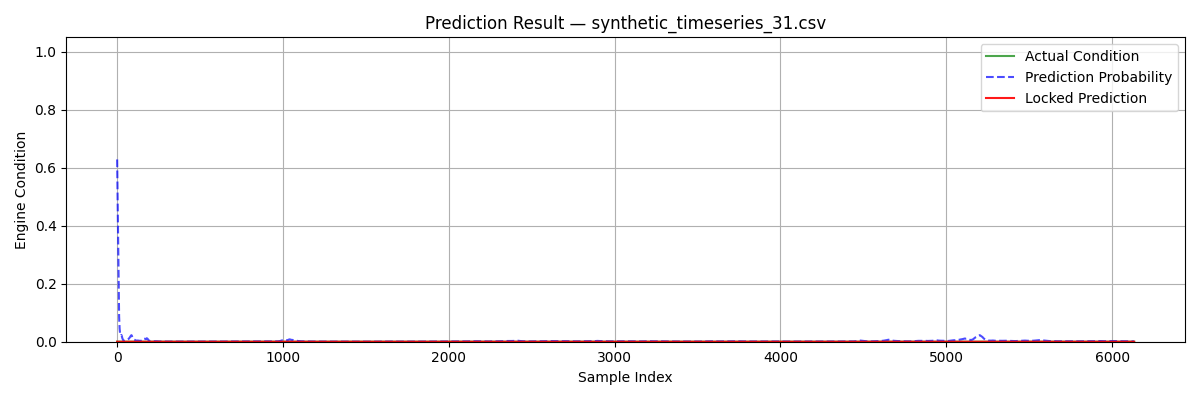 Prediction Result — synthetic_timeseries_31.csv
Engine Condition
1.0
0.8
0.6
0.4
0.2
0.0
Actual Condition
Prediction Probability
Locked Prediction
0 1000 2000 3000 4000 5000 6000
Sample Index